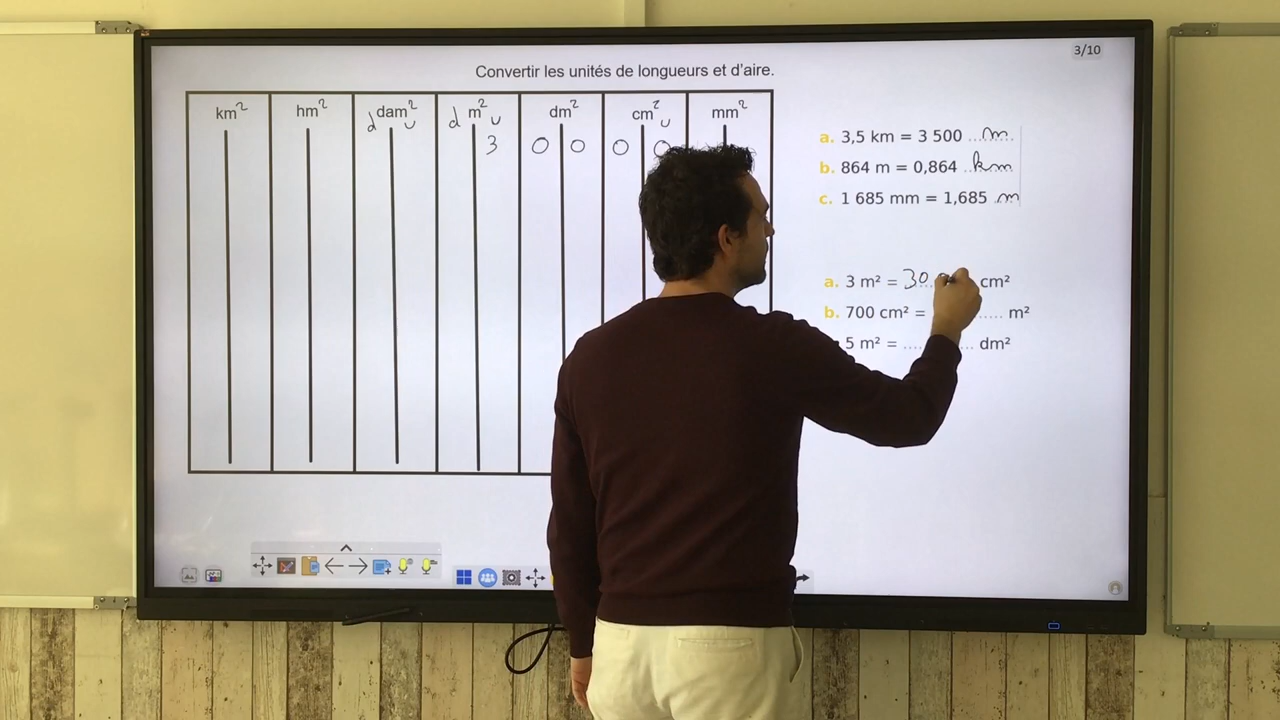 3/10
Convertir les unités de longueurs et d'aire.
km² hm² dam² m² dm² cm² mm²
d u d u u
3 0 0 0 0
a. 3,5 km = 3 500 ...m...
b. 864 m = 0,864 ..km..
c. 1 685 mm = 1,685 .m
a. 3 m² = 30 cm²
b. 700 cm² = ..... m²
5 m² = ... ... dm²